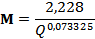 M = 2,228 / Q^0,073325